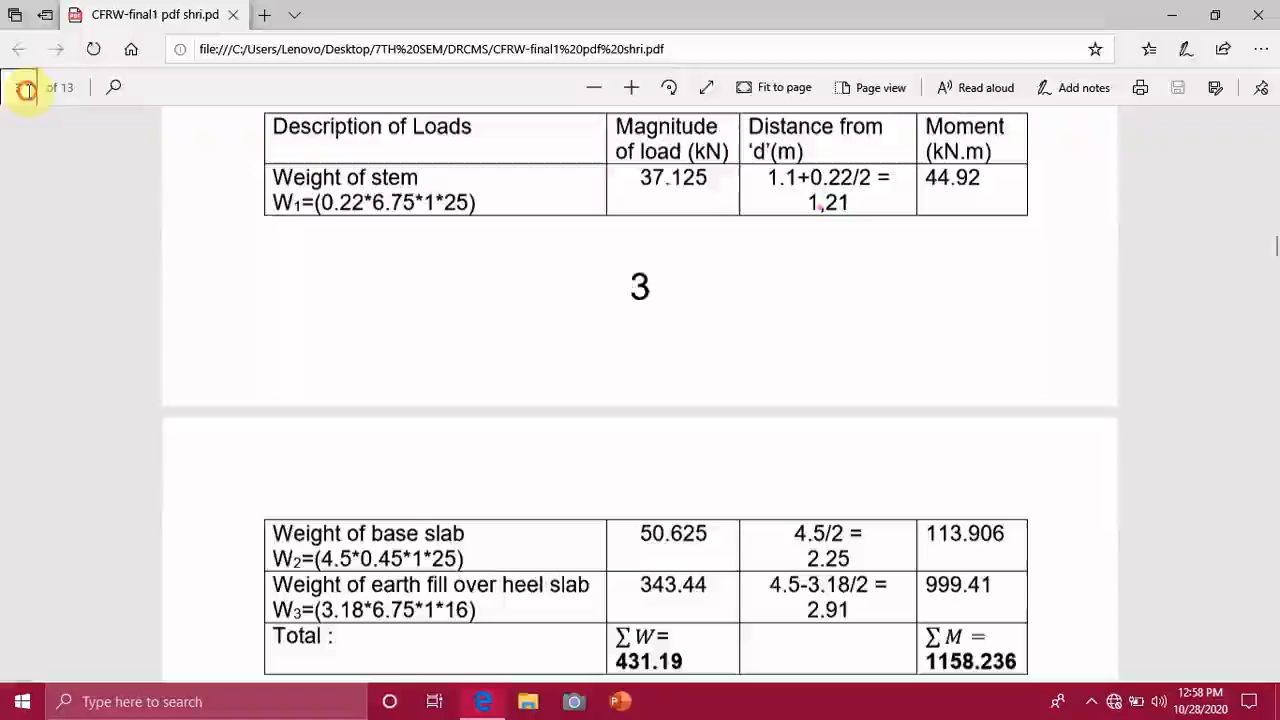 CFRW-final1 pdf shri.pd
file:///C:/Users/Lenovo/Desktop/7TH%20SEM/DRCMS/CFRW-final1%20pdf%20shri.pdf
of 13 Fit to page Page view Read aloud Add notes
Description of Loads Magnitude of load (kN) Distance from 'd'(m) Moment (kN.m)
Weight of stem 37.125 1.1+0.22/2 = 44.92
W1=(0.22*6.75*1*25) 1,21
3
Weight of base slab 50.625 4.5/2 = 113.906
W2=(4.5*0.45*1*25) 2.25
Weight of earth fill over heel slab 343.44 4.5-3.18/2 = 999.41
W3=(3.18*6.75*1*16) 2.91
Total : ∑W= ∑M =
431.19 1158.236
Type here to search 12:58 PM
10/28/2020